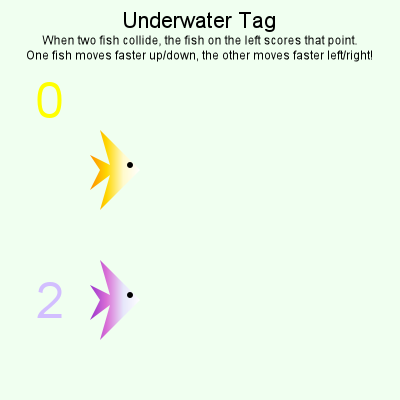 Underwater Tag
When two fish collide, the fish on the left scores that point.
One fish moves faster up/down, the other moves faster left/right!
0
2